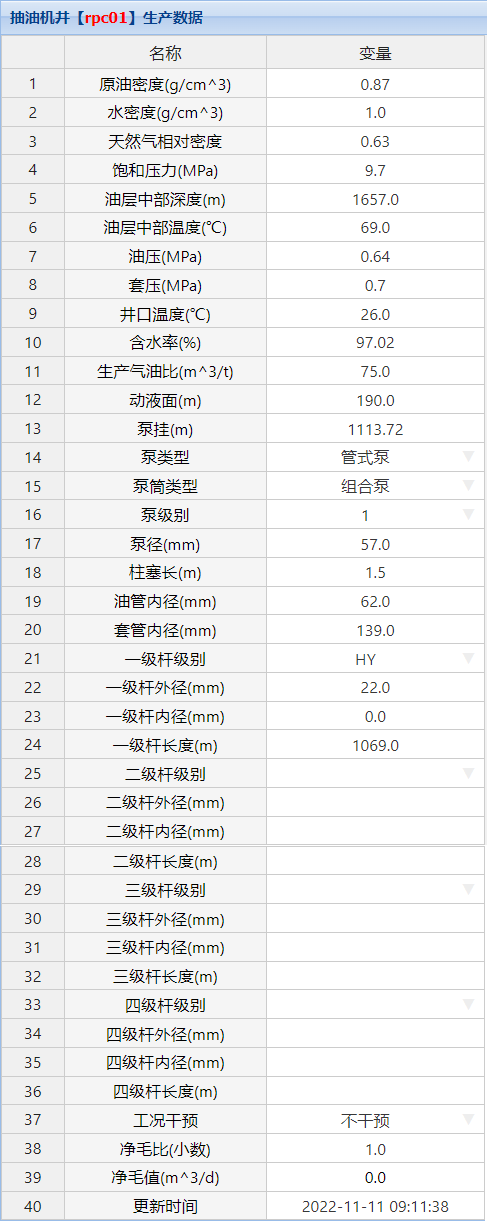 抽油机井【rpc01】生产数据
名称 变量
1 原油密度(g/cm^3) 0.87
2 水密度(g/cm^3) 1.0
3 天然气相对密度 0.63
4 饱和压力(MPa) 9.7
5 油层中部深度(m) 1657.0
6 油层中部温度(℃) 69.0
7 油压(MPa) 0.64
8 套压(MPa) 0.7
9 井口温度(℃) 26.0
10 含水率(%) 97.02
11 生产气油比(m^3/t) 75.0
12 动液面(m) 190.0
13 泵挂(m) 1113.72
14 泵类型 管式泵
15 泵筒类型 组合泵
16 泵级别 1
17 泵径(mm) 57.0
18 柱塞长(m) 1.5
19 油管内径(mm) 62.0
20 套管内径(mm) 139.0
21 一级杆级别 HY
22 一级杆外径(mm) 22.0
23 一级杆内径(mm) 0.0
24 一级杆长度(m) 1069.0
25 二级杆级别
26 二级杆外径(mm)
27 二级杆内径(mm)
28 二级杆长度(m)
29 三级杆级别
30 三级杆外径(mm)
31 三级杆内径(mm)
32 三级杆长度(m)
33 四级杆级别
34 四级杆外径(mm)
35 四级杆内径(mm)
36 四级杆长度(m)
37 工况干预 不干预
38 净毛比(小数) 1.0
39 净毛值(m^3/d) 0.0
40 更新时间 2022-11-11 09:11:38